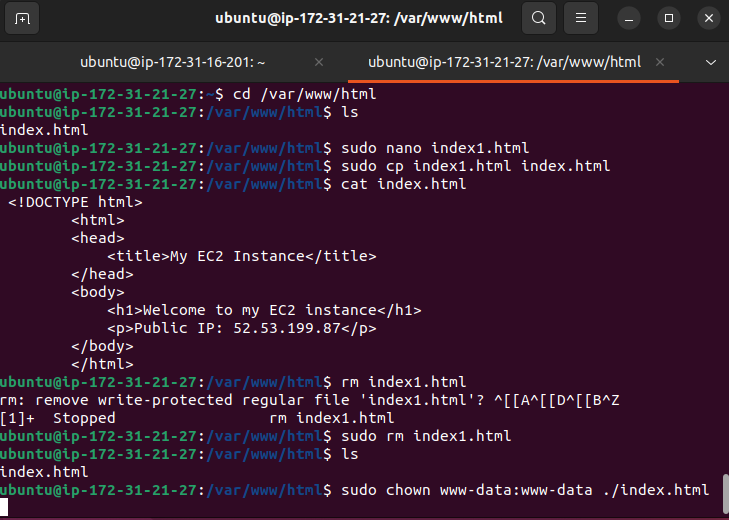 ubuntu@ip-172-31-21-27: /var/www/html
ubuntu@ip-172-31-16-201: ~
ubuntu@ip-172-31-21-27: /var/www/html
ubuntu@ip-172-31-21-27:~$ cd /var/www/html
ubuntu@ip-172-31-21-27:/var/www/html$ ls
index.html
ubuntu@ip-172-31-21-27:/var/www/html$ sudo nano index1.html
ubuntu@ip-172-31-21-27:/var/www/html$ sudo cp index1.html index.html
ubuntu@ip-172-31-21-27:/var/www/html$ cat index.html
<!DOCTYPE html>
<html>
<head>
<title>My EC2 Instance</title>
</head>
<body>
<h1>Welcome to my EC2 instance</h1>
<p>Public IP: 52.53.199.87</p>
</body>
</html>
ubuntu@ip-172-31-21-27:/var/www/html$ rm index1.html
rm: remove write-protected regular file 'index1.html'? ^[[A^[[D^[[B^Z
[1]+  Stopped                 rm index1.html
ubuntu@ip-172-31-21-27:/var/www/html$ sudo rm index1.html
ubuntu@ip-172-31-21-27:/var/www/html$ ls
index.html
ubuntu@ip-172-31-21-27:/var/www/html$ sudo chown www-data:www-data ./index.html